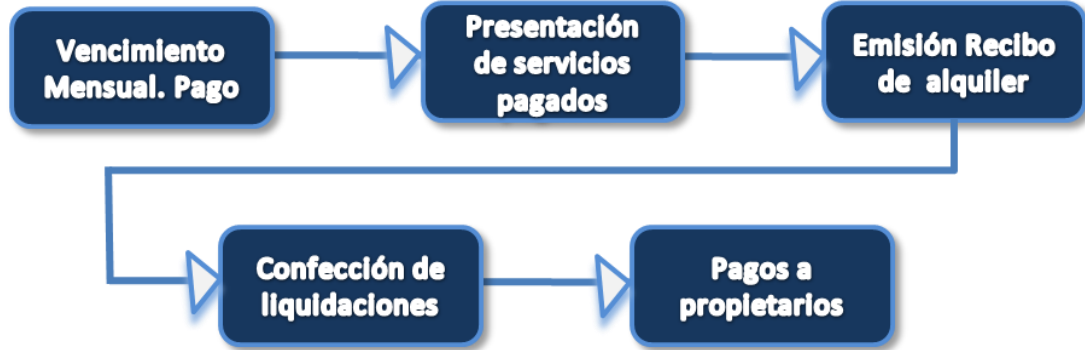 Vencimiento
Mensual. Pago
Presentación
de servicios
pagados
Emisión Recibo
de alquiler
Confección de
liquidaciones
Pagos a
propietarios